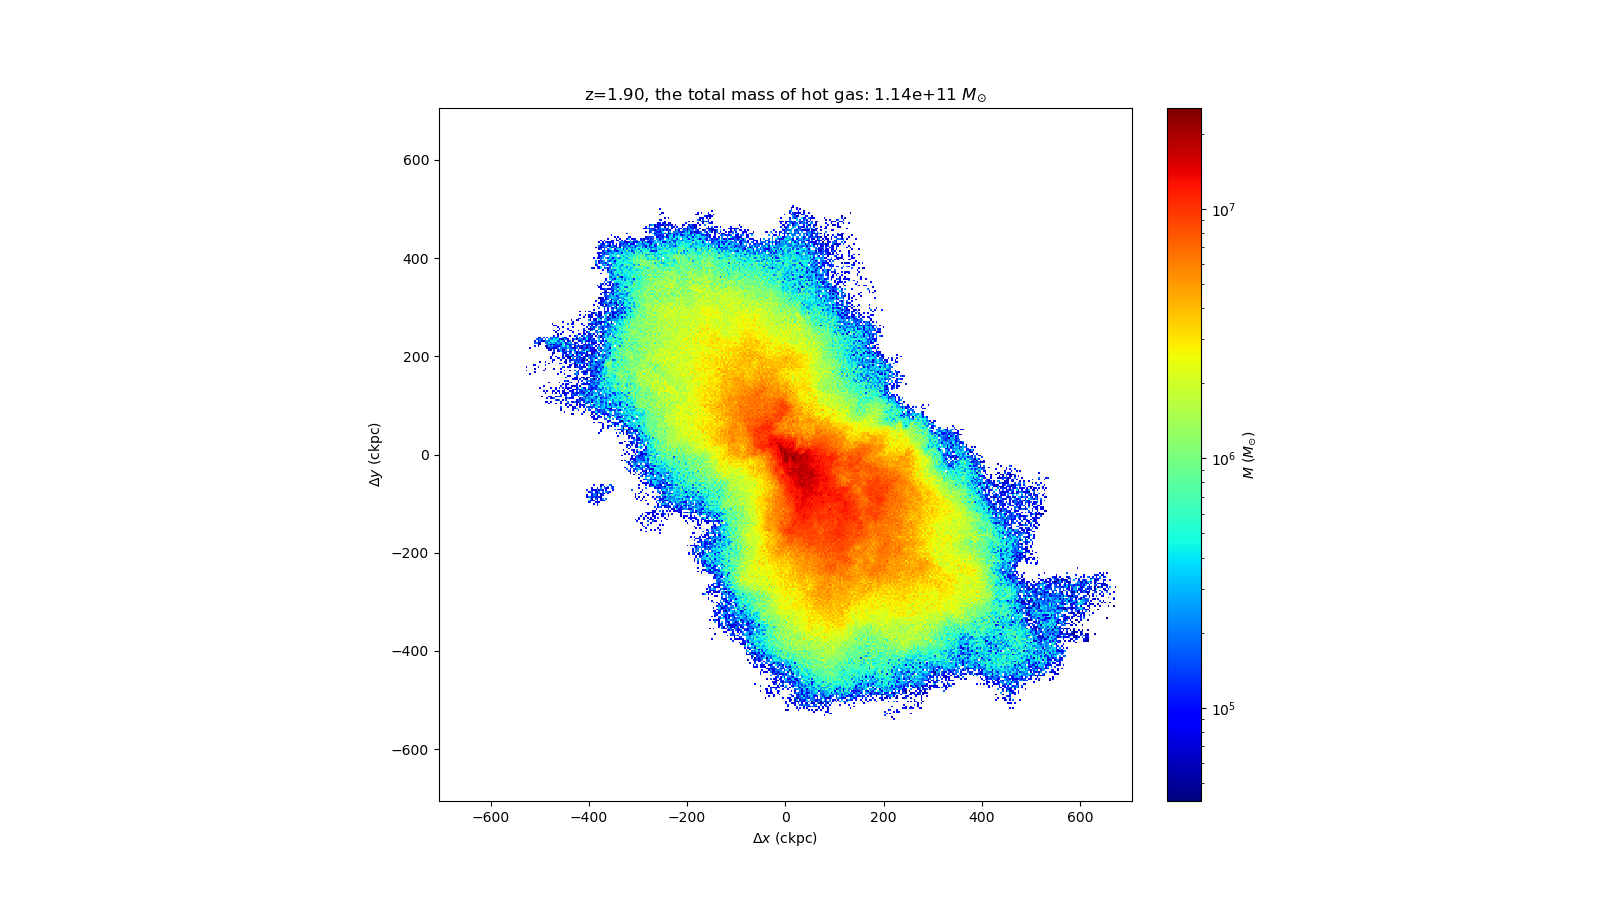 z=1.90, the total mass of hot gas: 1.14e+11 M⊙
600
400
200
0
−200
−400
−600
Δy (ckpc)
−600 −400 −200 0 200 400 600
Δx (ckpc)
10⁷
10⁶
10⁵
M (M⊙)